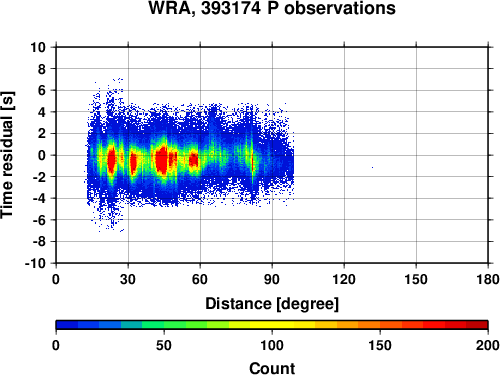 WRA, 393174 P observations
Time residual [s]
10
8
6
4
2
0
-2
-4
-6
-8
-10
0 30 60 90 120 150 180
Distance [degree]
0 50 100 150 200
Count